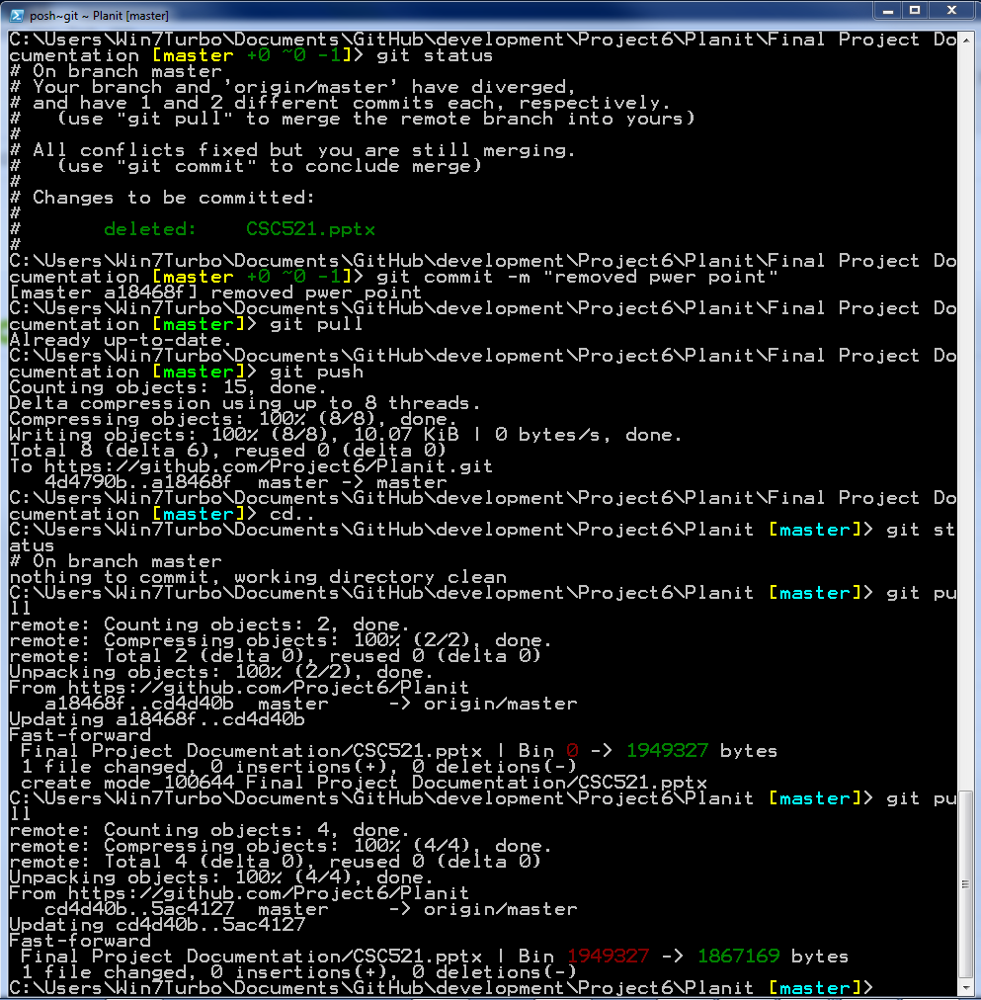 posh~git ~ Planit [master]
C:\Users\Win7Turbo\Documents\GitHub\development\Project6\Planit\Final Project Do
cumentation [master +0 ~0 -1]> git status
# On branch master
# Your branch and 'origin/master' have diverged,
# and have 1 and 2 different commits each, respectively.
#   (use "git pull" to merge the remote branch into yours)
#
# All conflicts fixed but you are still merging.
#   (use "git commit" to conclude merge)
#
# Changes to be committed:
#
#       deleted:    CSC521.pptx
#
C:\Users\Win7Turbo\Documents\GitHub\development\Project6\Planit\Final Project Do
cumentation [master +0 ~0 -1]> git commit -m "removed pwer point"
[master a18468f] removed pwer point
C:\Users\Win7Turbo\Documents\GitHub\development\Project6\Planit\Final Project Do
cumentation [master]> git pull
Already up-to-date.
C:\Users\Win7Turbo\Documents\GitHub\development\Project6\Planit\Final Project Do
cumentation [master]> git push
Counting objects: 15, done.
Delta compression using up to 8 threads.
Compressing objects: 100% (8/8), done.
Writing objects: 100% (8/8), 10.07 KiB | 0 bytes/s, done.
Total 8 (delta 6), reused 0 (delta 0)
To https://github.com/Project6/Planit.git
   4d4790b..a18468f  master -> master
C:\Users\Win7Turbo\Documents\GitHub\development\Project6\Planit\Final Project Do
cumentation [master]> cd..
C:\Users\Win7Turbo\Documents\GitHub\development\Project6\Planit [master]> git st
atus
# On branch master
nothing to commit, working directory clean
C:\Users\Win7Turbo\Documents\GitHub\development\Project6\Planit [master]> git pu
ll
remote: Counting objects: 2, done.
remote: Compressing objects: 100% (2/2), done.
remote: Total 2 (delta 0), reused 0 (delta 0)
Unpacking objects: 100% (2/2), done.
From https://github.com/Project6/Planit
   a18468f..cd4d40b  master     -> origin/master
Updating a18468f..cd4d40b
Fast-forward
 Final Project Documentation/CSC521.pptx | Bin 0 -> 1949327 bytes
 1 file changed, 0 insertions(+), 0 deletions(-)
 create mode 100644 Final Project Documentation/CSC521.pptx
C:\Users\Win7Turbo\Documents\GitHub\development\Project6\Planit [master]> git pu
ll
remote: Counting objects: 4, done.
remote: Compressing objects: 100% (4/4), done.
remote: Total 4 (delta 0), reused 0 (delta 0)
Unpacking objects: 100% (4/4), done.
From https://github.com/Project6/Planit
   cd4d40b..5ac4127  master     -> origin/master
Updating cd4d40b..5ac4127
Fast-forward
 Final Project Documentation/CSC521.pptx | Bin 1949327 -> 1867169 bytes
 1 file changed, 0 insertions(+), 0 deletions(-)
C:\Users\Win7Turbo\Documents\GitHub\development\Project6\Planit [master]>